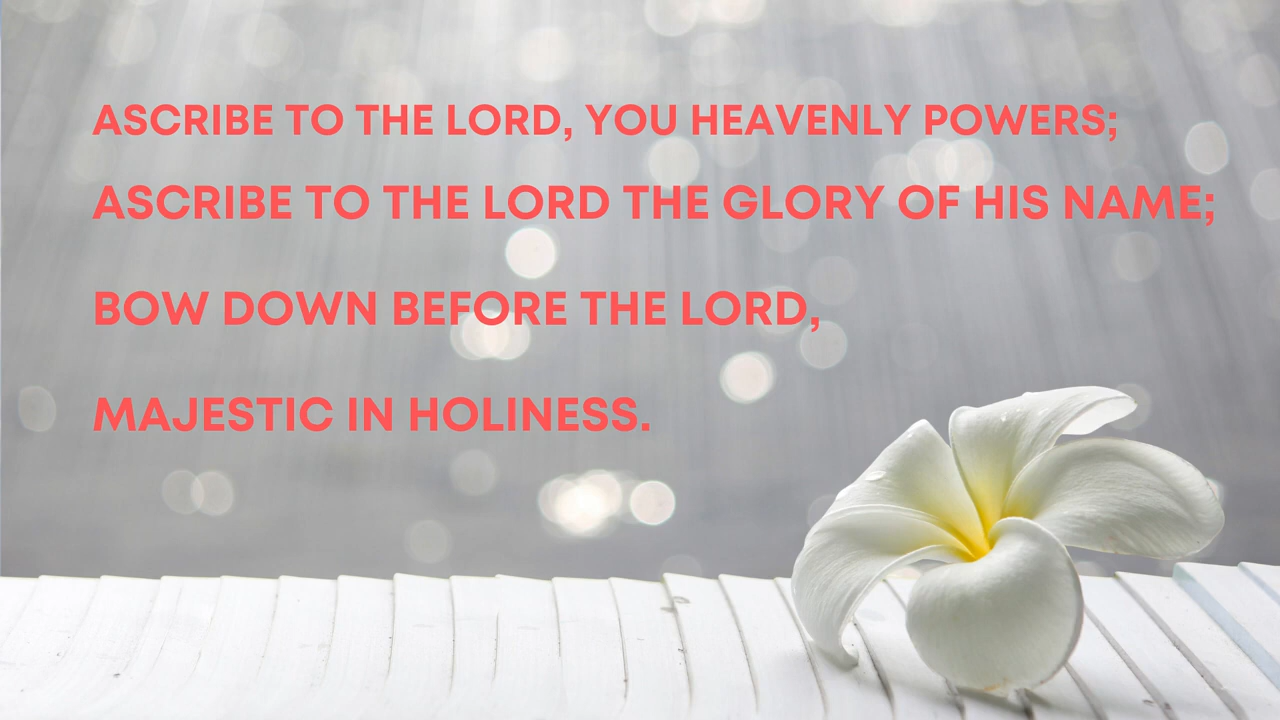 ASCRIBE TO THE LORD, YOU HEAVENLY POWERS;
ASCRIBE TO THE LORD THE GLORY OF HIS NAME;
BOW DOWN BEFORE THE LORD,
MAJESTIC IN HOLINESS.